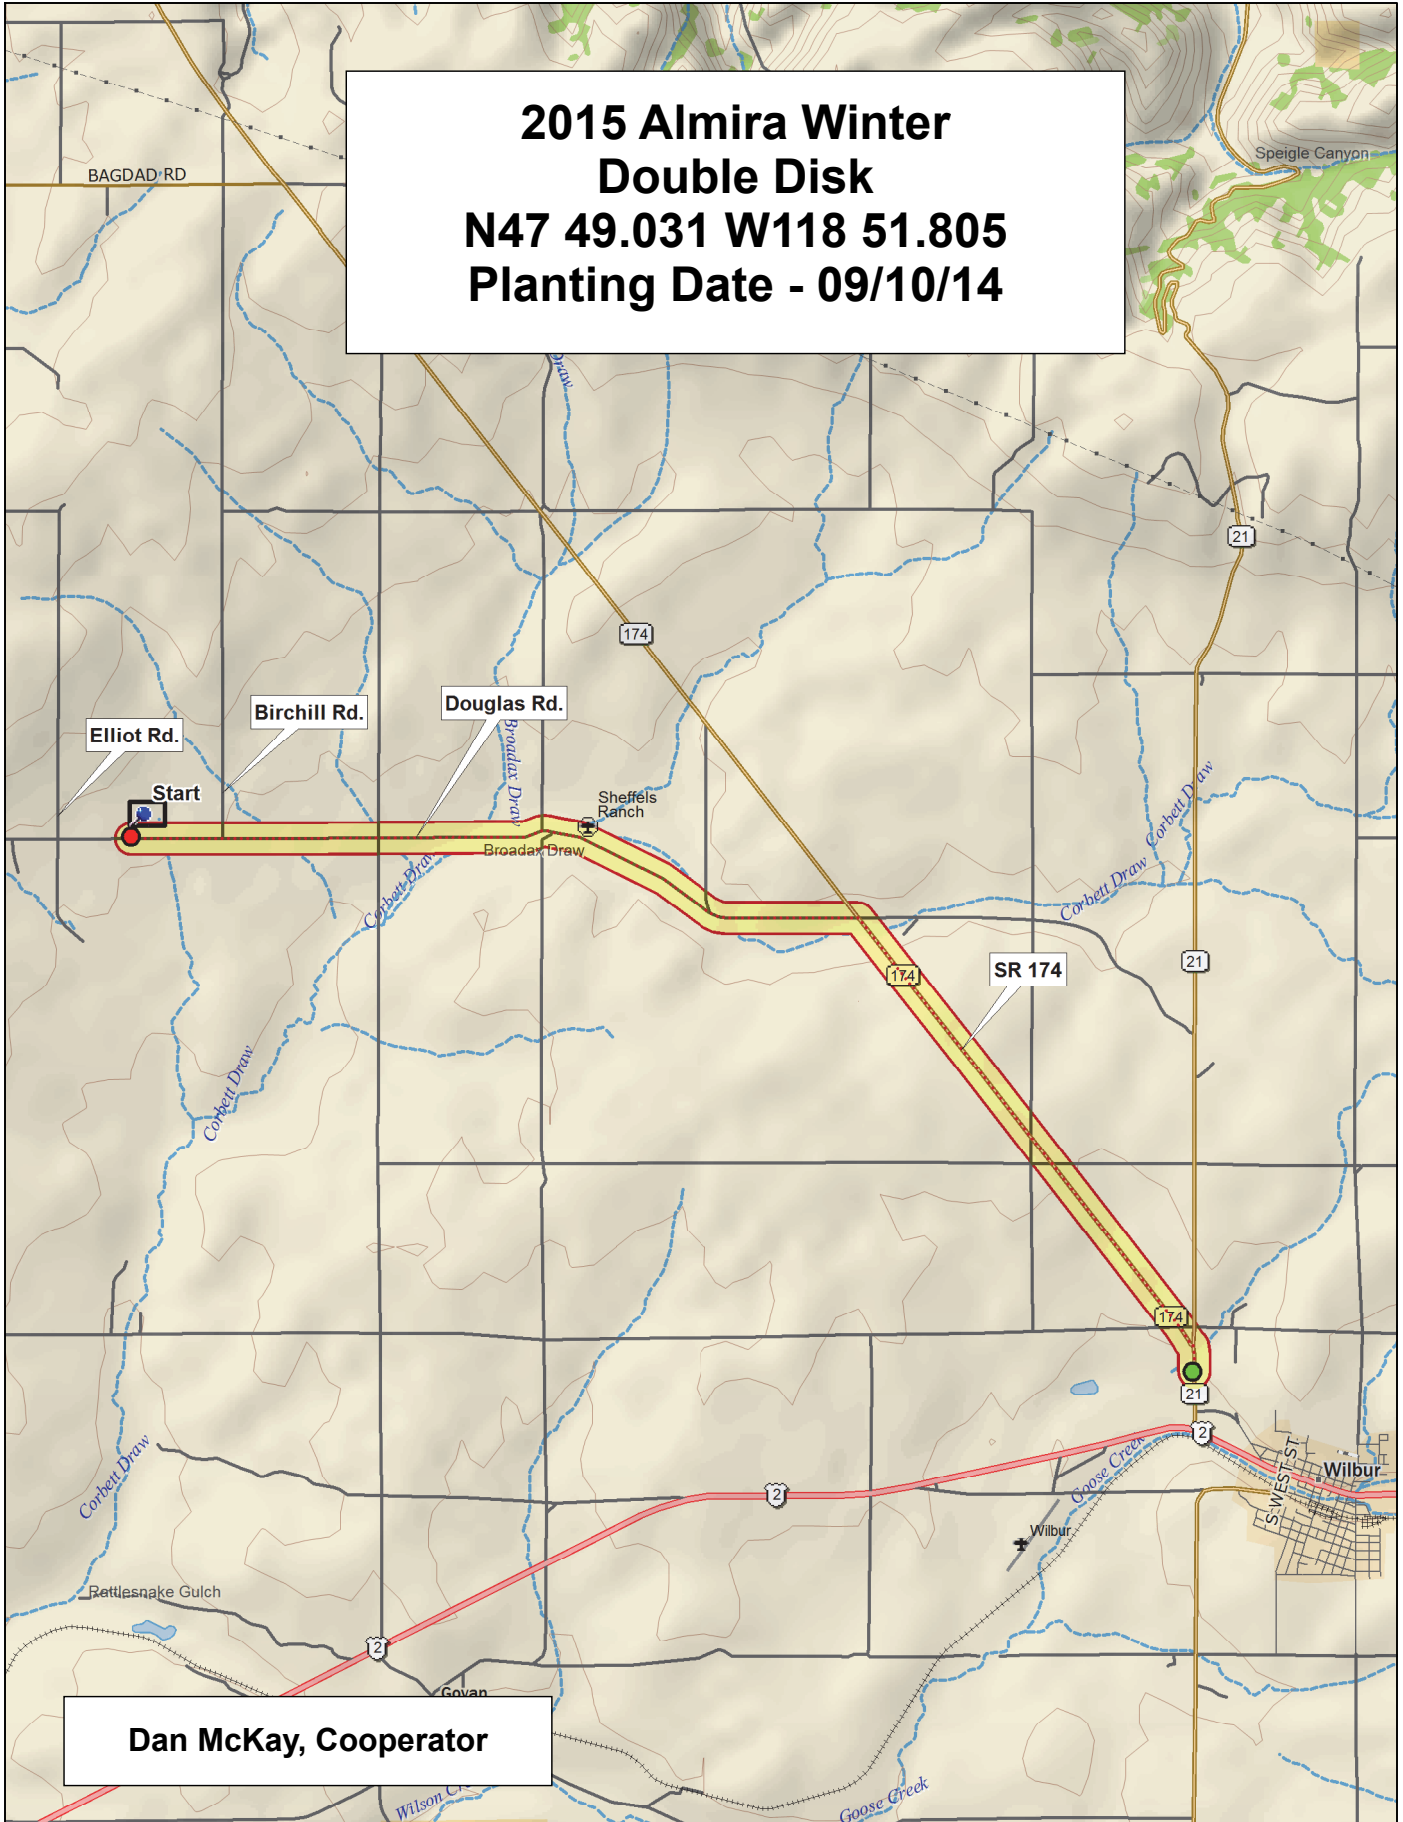 2015 Almira Winter
Double Disk
N47 49.031 W118 51.805
Planting Date - 09/10/14
BAGDAD RD
Speigle Canyon
Draw
21
174
Elliot Rd.
Birchill Rd.
Douglas Rd.
Start
Broadax Draw
Sheffels
Ranch
Broadax Draw
Corbett Draw
Corbett Draw
Corbett Draw
21
174
SR 174
Corbett Draw
174
21
2
S WEST ST
Wilbur
Goose Creek
2
Wilbur
Corbett Draw
Rattlesnake Gulch
2
Govan
Dan McKay, Cooperator
Wilson
Goose Creek